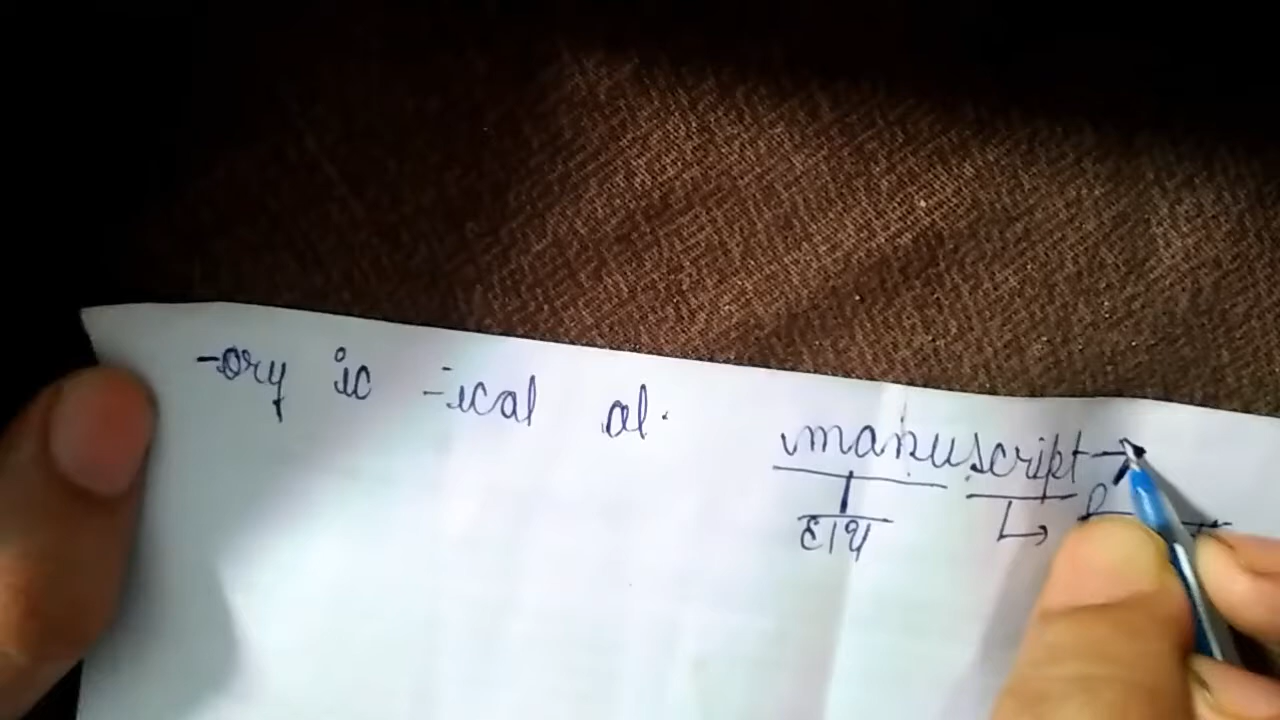 -ory ic -ical al.
manuscript →
हाथ ↳